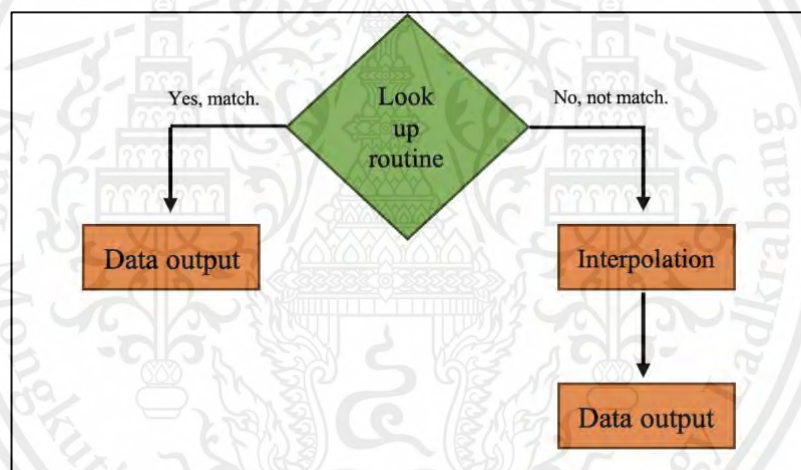 Yes, match.
Look
up
routine
No, not match.
Data output
Interpolation
Data output